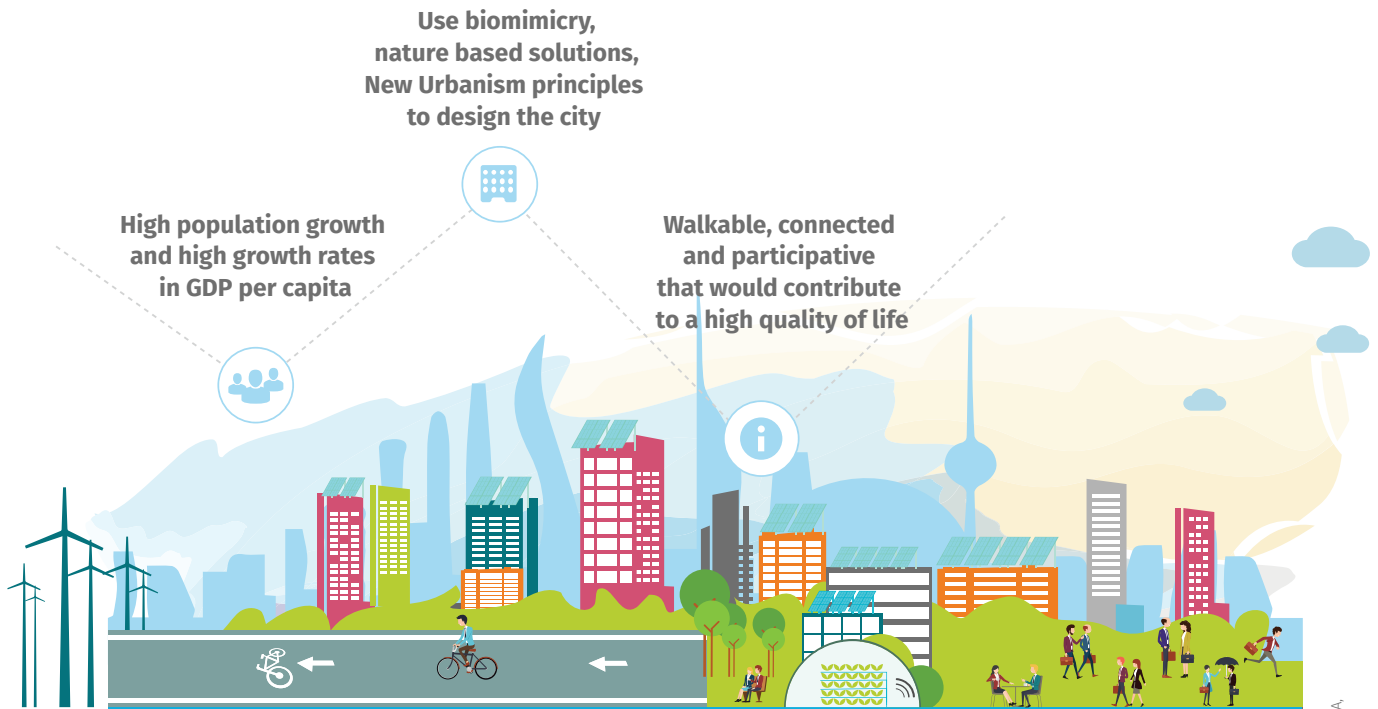 Use biomimicry,
nature based solutions,
New Urbanism principles
to design the city
High population growth
and high growth rates
in GDP per capita
Walkable, connected
and participative
that would contribute
to a high quality of life
A,